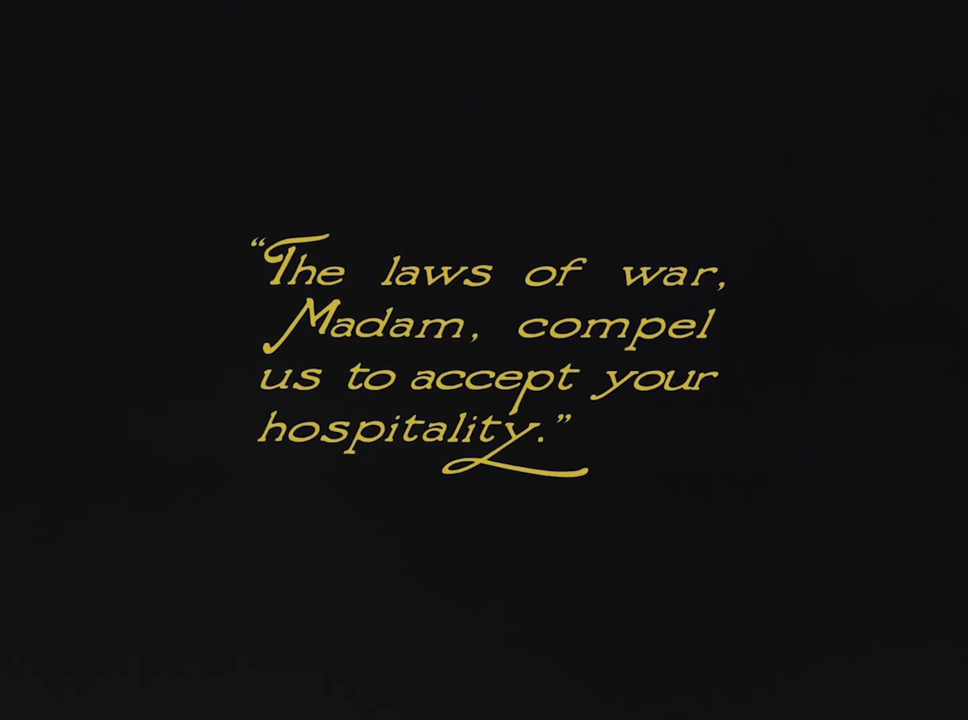 “The laws of war,
Madam, compel
us to accept your
hospitality.”